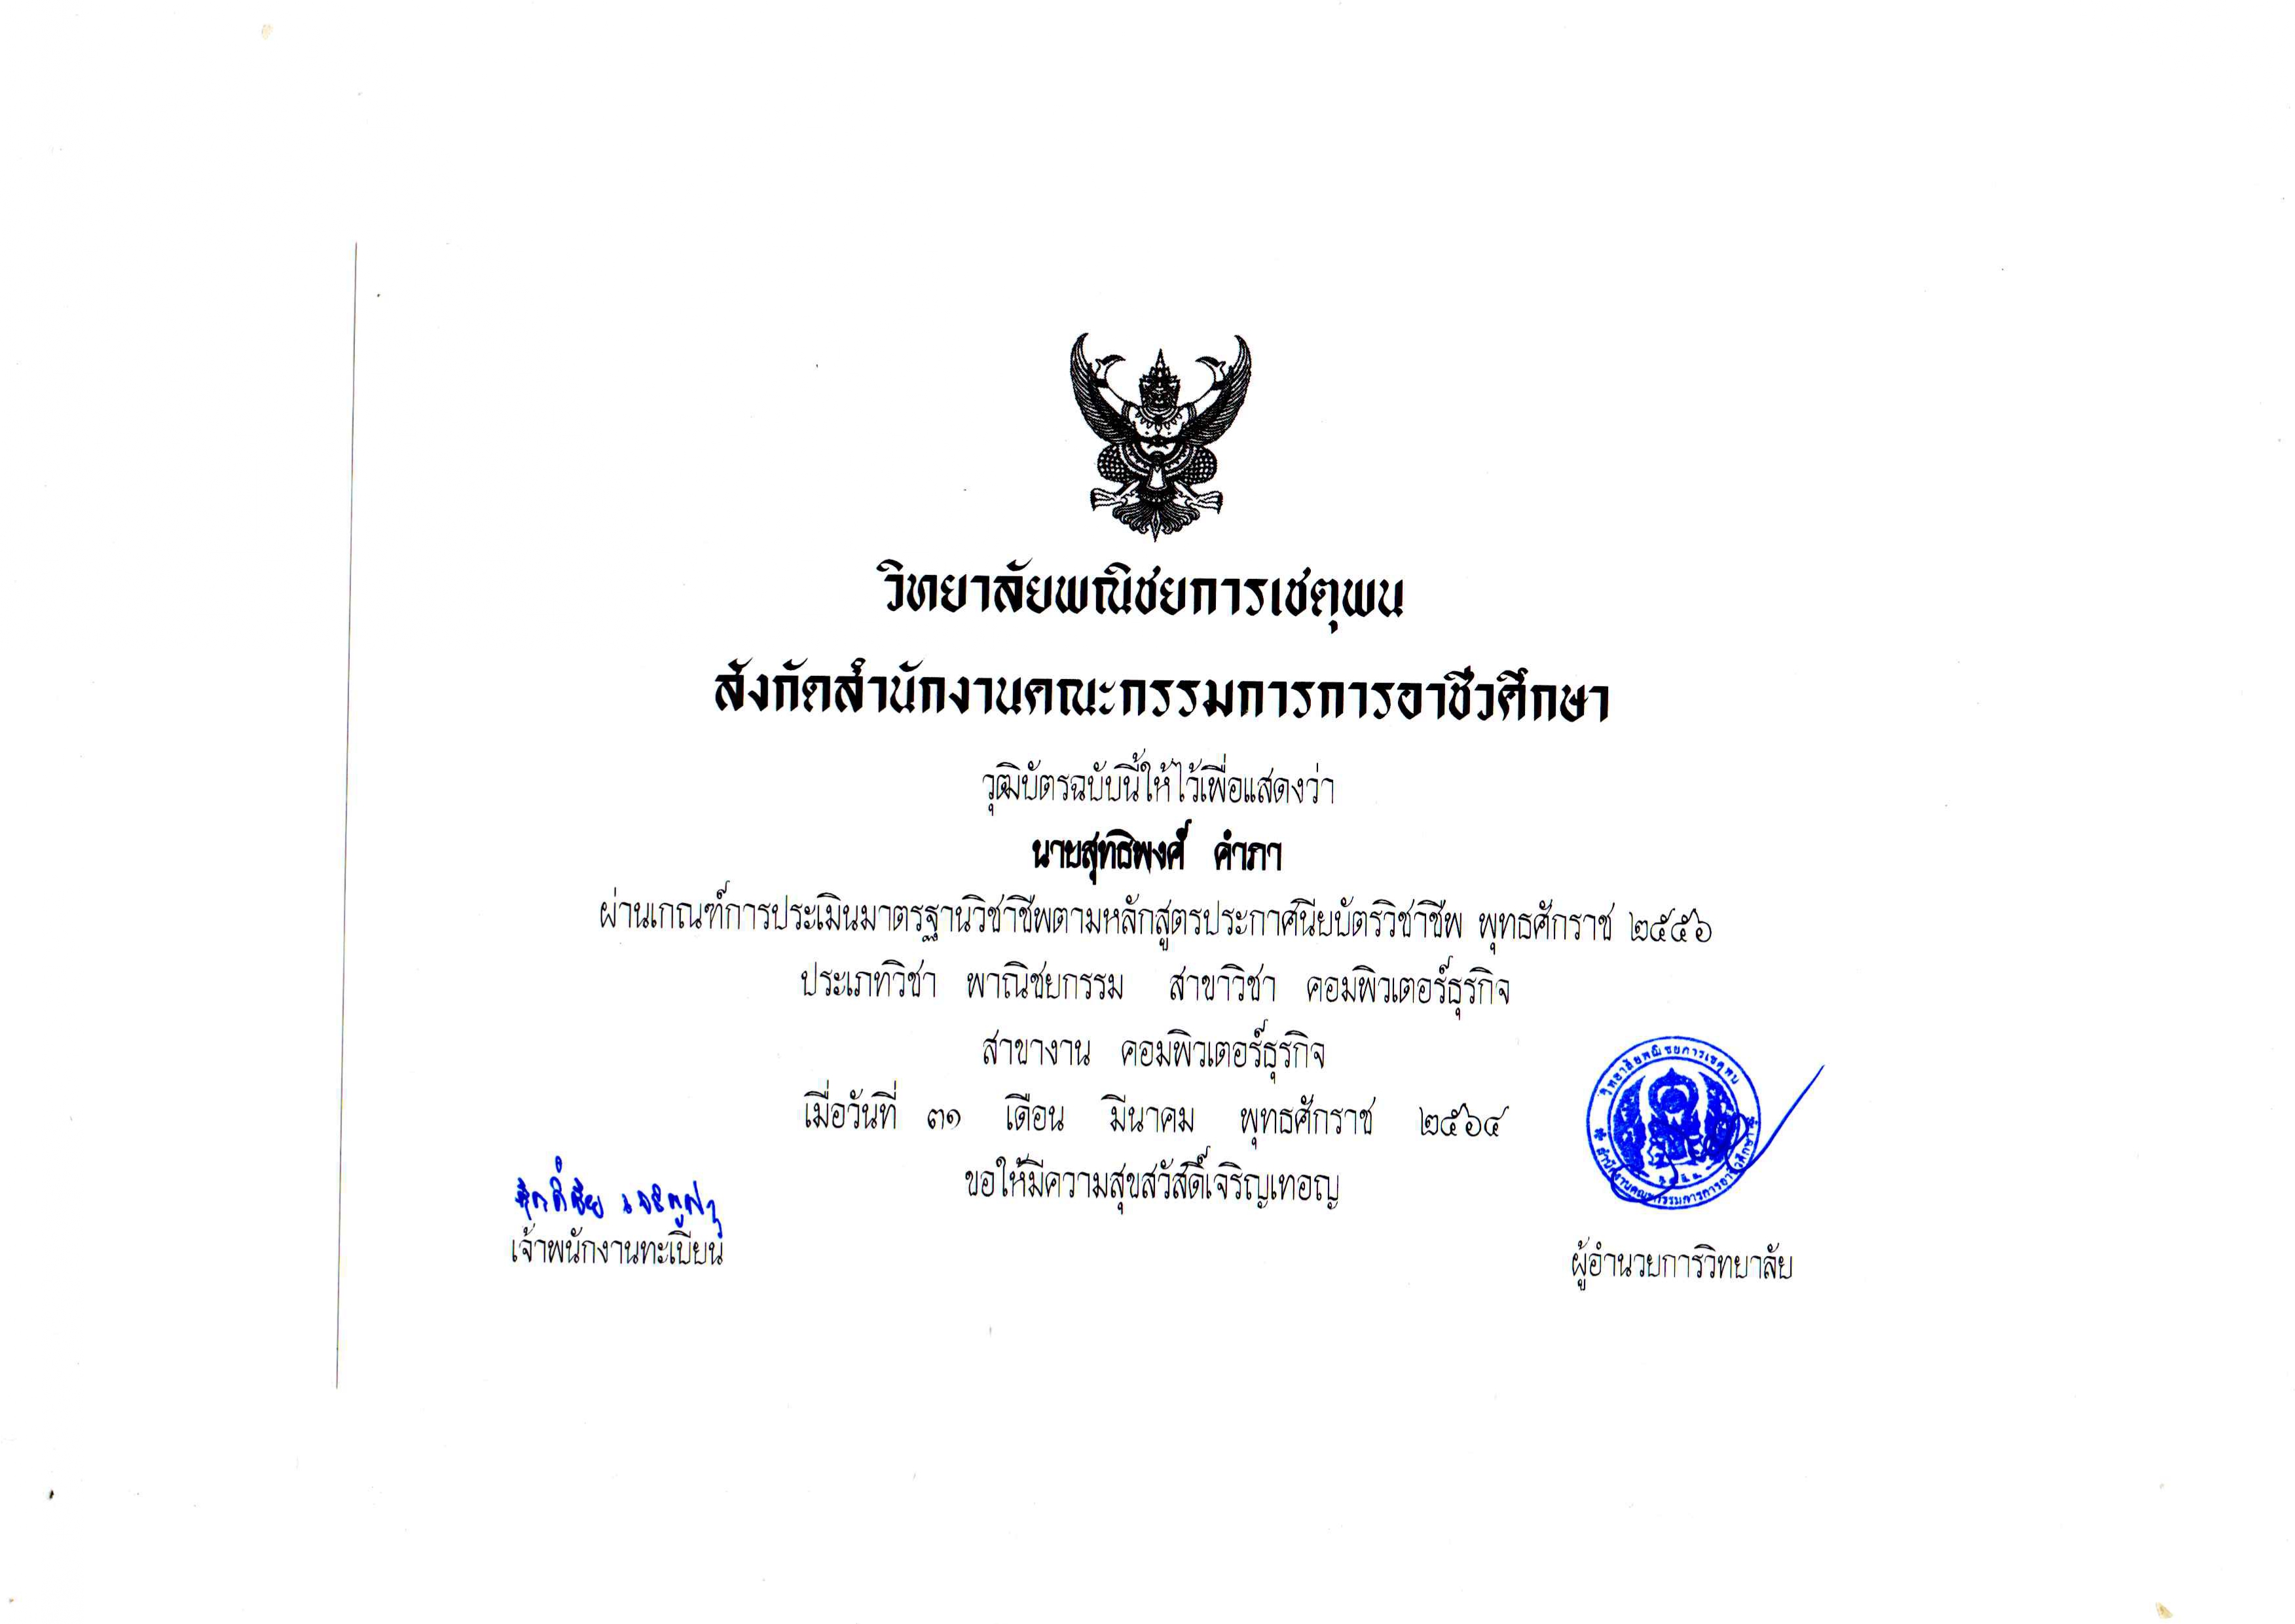 วิทยาลัยพณิชยการเชตุพน
สังกัดสำนักงานคณะกรรมการการอาชีวศึกษา
วุฒิบัตรฉบับนี้ให้ไว้เพื่อแสดงว่า
นายสุทธิพงศ์ คำภา
ผ่านเกณฑ์การประเมินมาตรฐานวิชาชีพตามหลักสูตรประกาศนียบัตรวิชาชีพ พุทธศักราช ๒๕๕๖
ประเภทวิชา พาณิชยกรรม สาขาวิชา คอมพิวเตอร์ธุรกิจ
สาขางาน คอมพิวเตอร์ธุรกิจ
เมื่อวันที่ ๓๑ เดือน มีนาคม พุทธศักราช ๒๕๖๔
ขอให้มีความสุขสวัสดิ์เจริญเทอญ
เจ้าพนักงานทะเบียน
วิทยาลัยพณิชยการเชตุพน
สำนักงานคณะกรรมการการอาชีวศึกษา
ผู้อำนวยการวิทยาลัย